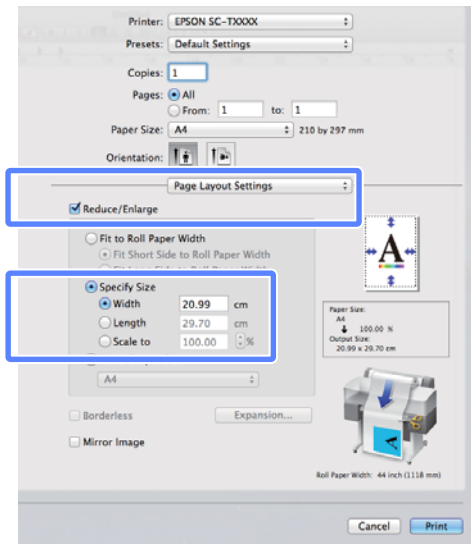 Printer: EPSON SC-TXXXX
Presets: Default Settings
Copies: 1
Pages: All
From: 1 to: 1
Paper Size: A4 210 by 297 mm
Orientation:
Page Layout Settings
Reduce/Enlarge
Fit to Roll Paper Width
Fit Short Side to Roll Paper Width
Specify Size
Width 20.99 cm
Length 29.70 cm
Scale to 100.00 %
A4
Borderless Expansion...
Mirror Image
A
Paper Size:
A4
100.00 %
Output Size:
20.99 x 29.70 cm
Roll Paper Width: 44 inch (1118 mm)
Cancel Print